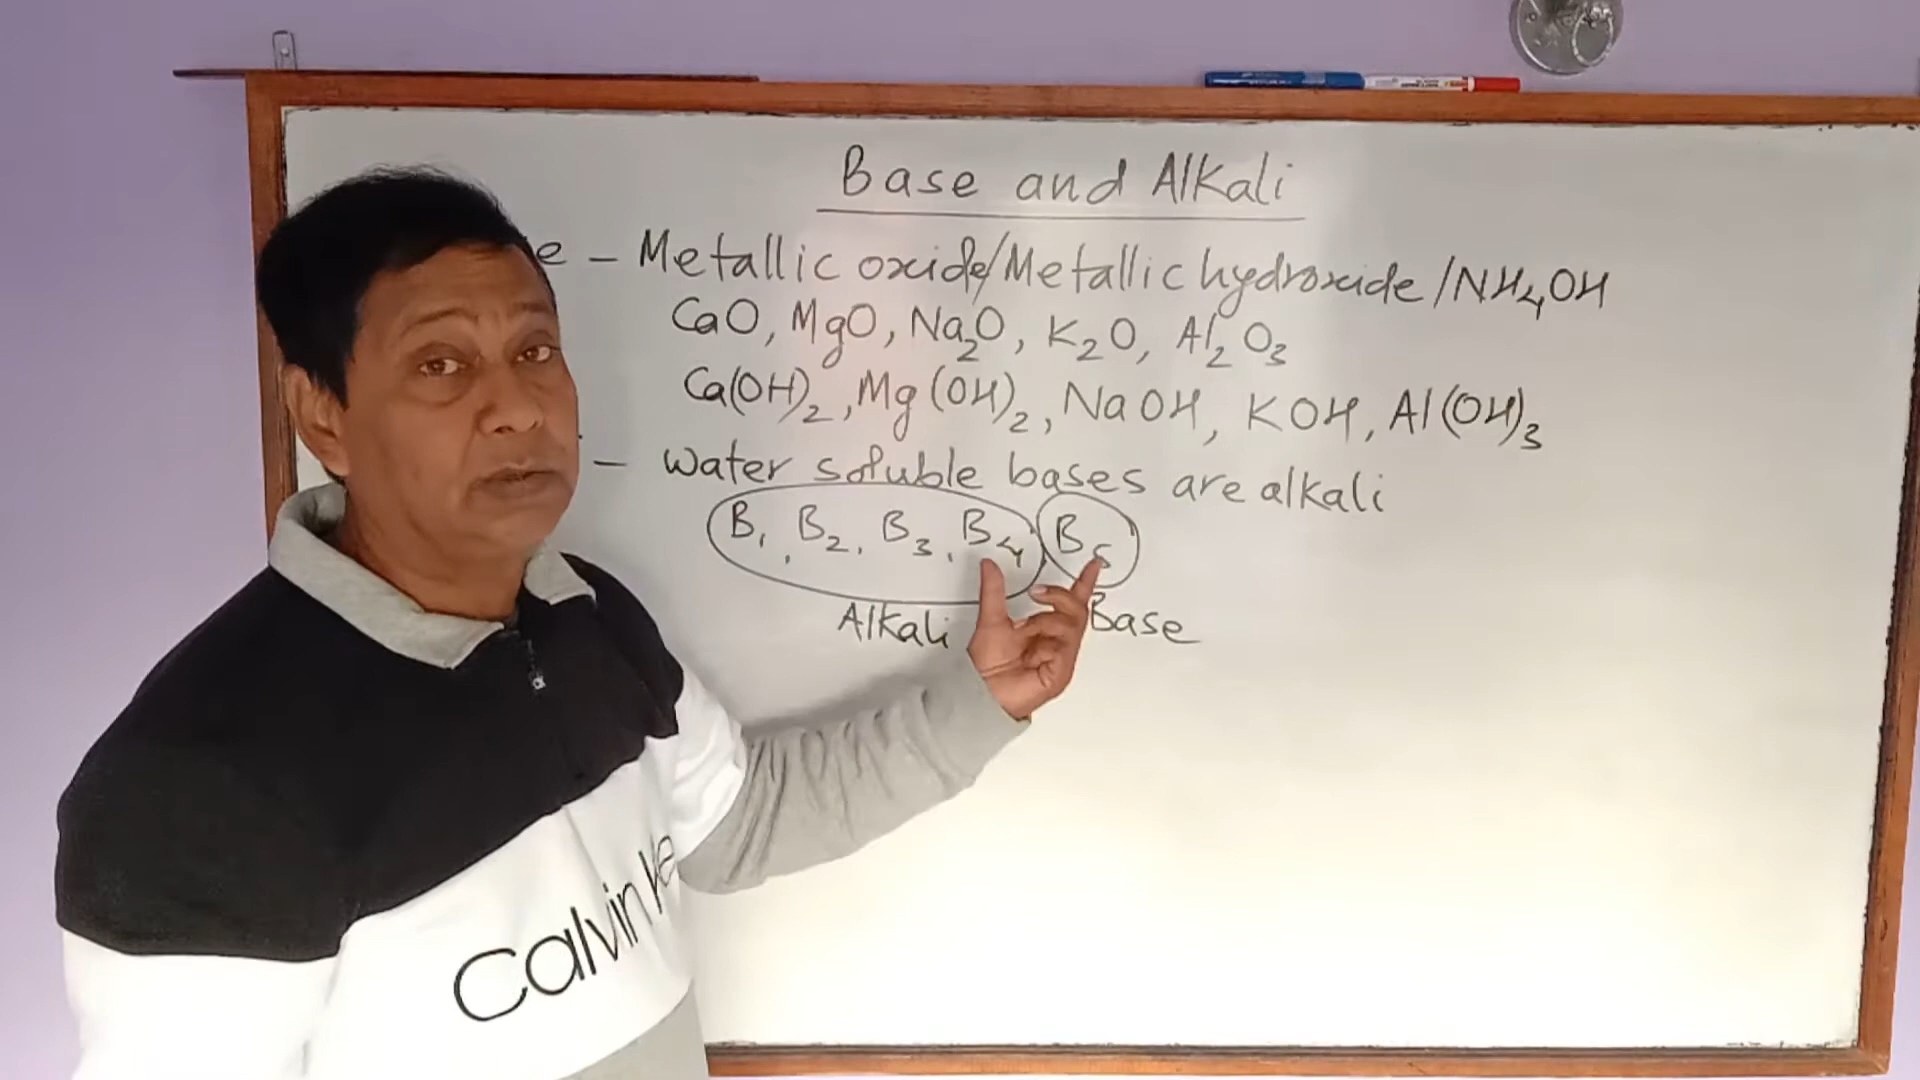 Base and Alkali
e – Metallic oxide/Metallic hydroxide/NH₄OH
CaO, MgO, Na₂O, K₂O, Al₂O₃
Ca(OH)₂, Mg(OH)₂, NaOH, KOH, Al(OH)₃
– water soluble bases are alkali
B₁, B₂, B₃, B₄, B₅
Alkali Base
Calvin K